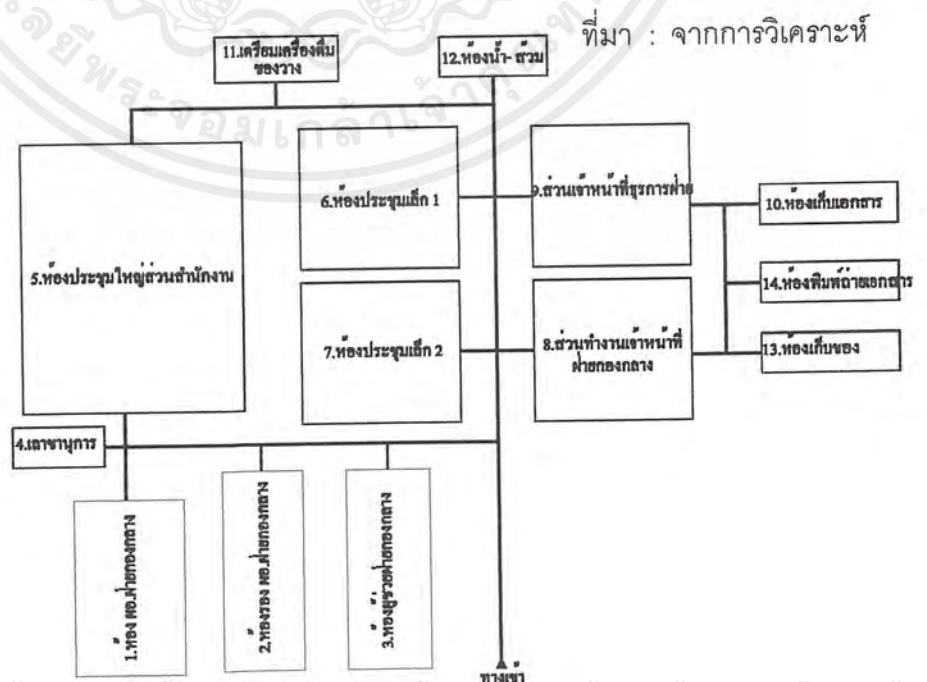 ที่มา : จากการวิเคราะห์
11.เตรียมเครื่องดื่ม
ของว่าง
12.ห้องน้ำ- ส้วม
6.ห้องประชุมเล็ก 1
9.ส่วนเจ้าหน้าที่ธุรการฝ่าย
10.ห้องเก็บเอกสาร
5.ห้องประชุมใหญ่ส่วนสำนักงาน
14.ห้องพิมพ์ถ่ายเอกสาร
7.ห้องประชุมเล็ก 2
8.ส่วนทำงานเจ้าหน้าที่
ฝ่ายกองกลาง
13.ห้องเก็บของ
4.เลาขานุการ
1.ห้อง ผอ.ฝ่ายกองกลาง
2.ห้องรอง ผอ.ฝ่ายกองกลาง
3.ห้องผู้ช่วยฝ่ายกองกลาง
ทางเข้า